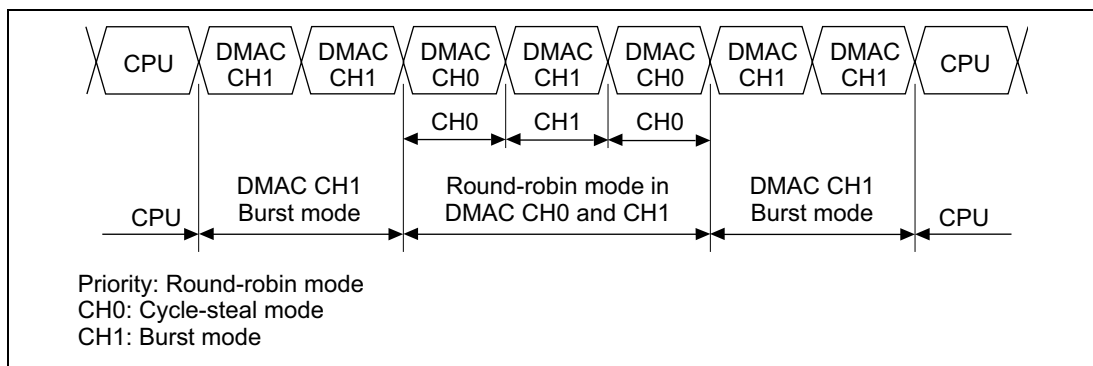 CPU
DMAC
CH1
DMAC
CH1
DMAC
CH0
DMAC
CH1
DMAC
CH0
DMAC
CH1
DMAC
CH1
CPU
CH0
CH1
CH0
DMAC CH1
Burst mode
Round-robin mode in
DMAC CH0 and CH1
DMAC CH1
Burst mode
CPU
CPU
Priority: Round-robin mode
CH0: Cycle-steal mode
CH1: Burst mode